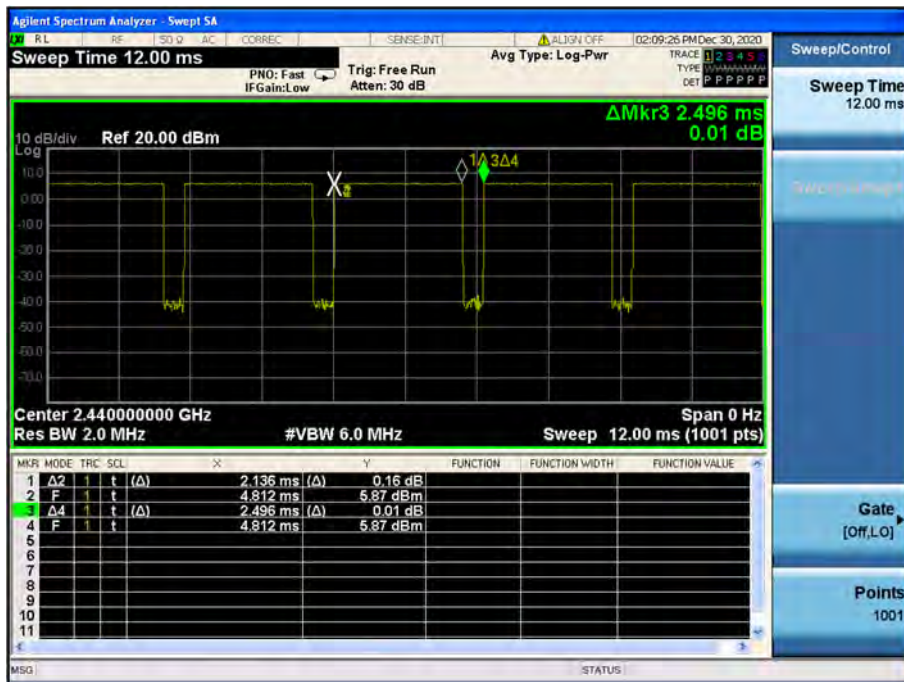 Agilent Spectrum Analyzer - Swept SA
LXI RL RF 50 Ω AC CORREC SENSE:INT ALIGN OFF 02:09:26 PM Dec 30, 2020
Sweep Time 12.00 ms
PNO: Fast
IFGain:Low
Trig: Free Run
Atten: 30 dB
Avg Type: Log-Pwr
TRACE 1 2 3 4 5 6
TYPE
DET P P P P P P
ΔMkr3 2.496 ms
0.01 dB
10 dB/div Ref 20.00 dBm
Log
1Δ 3Δ4
10.0
0.00
-10.0
-20.0
-30.0
-40.0
-50.0
-60.0
-70.0
Center 2.440000000 GHz Span 0 Hz
Res BW 2.0 MHz #VBW 6.0 MHz Sweep 12.00 ms (1001 pts)
MKR MODE TRC SCL X Y FUNCTION FUNCTION WIDTH FUNCTION VALUE
1 Δ2 1 t (Δ) 2.136 ms (Δ) 0.16 dB
2 F 1 t 4.812 ms 5.87 dBm
3 Δ4 1 t (Δ) 2.496 ms (Δ) 0.01 dB
4 F 1 t 4.812 ms 5.87 dBm
5
6
7
8
9
10
11
MSG STATUS
Sweep/Control
Sweep Time
12.00 ms
Gate
[Off,LO]
Points
1001